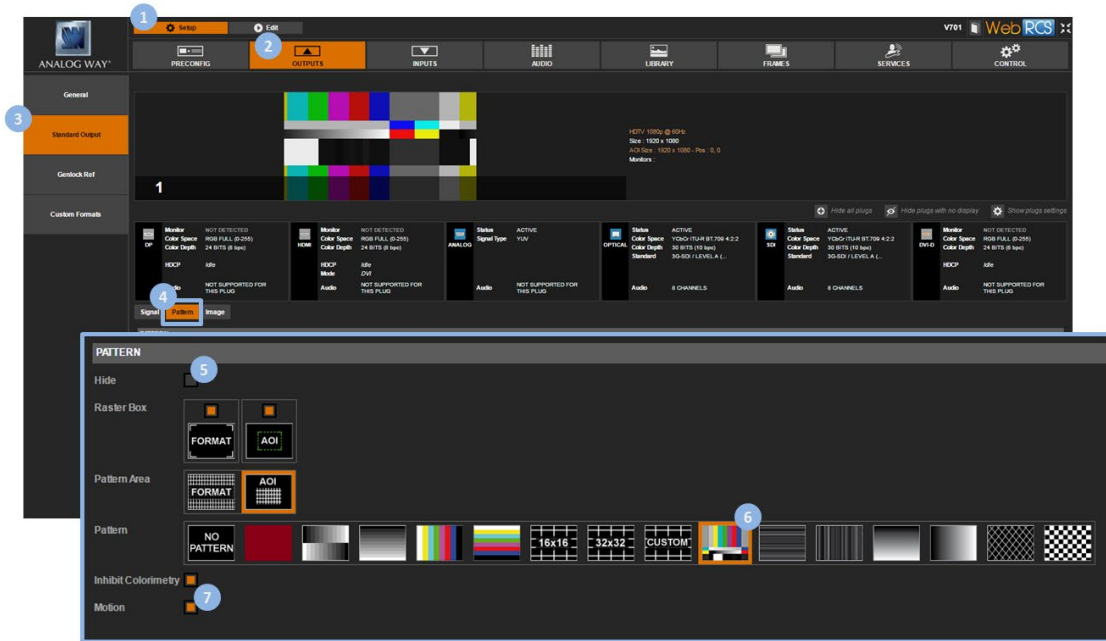 1
Setup
Edit
V701
Web RCS
ANALOG WAY®
PRECONFIG
2
OUTPUTS
INPUTS
AUDIO
LIBRARY
FRAMES
SERVICES
CONTROL
General
3
Standard Output
Genlock Ref
Custom Formats
1
HDTV 1080p @ 60Hz
Size : 1920 x 1080
AOI Size : 1920 x 1080 - Pos : 0, 0
Monitors :
Hide all plugs
Hide plugs with no display
Show plugs settings
DP
Monitor NOT DETECTED
Color Space RGB FULL (0-255)
Color Depth 24 BITS (8 bpc)
HDCP Idle
Audio NOT SUPPORTED FOR
THIS PLUG
HDMI
Monitor NOT DETECTED
Color Space RGB FULL (0-255)
Color Depth 24 BITS (8 bpc)
HDCP Idle
Mode DVI
Audio NOT SUPPORTED FOR
THIS PLUG
ANALOG
Status ACTIVE
Signal Type YUV
Audio NOT SUPPORTED FOR
THIS PLUG
OPTICAL
Status ACTIVE
Color Space YCbCr ITU-R BT.709 4:2:2
Color Depth 30 BITS (10 bpc)
Standard 3G-SDI / LEVEL A (...
Audio 8 CHANNELS
SDI
Status ACTIVE
Color Space YCbCr ITU-R BT.709 4:2:2
Color Depth 30 BITS (10 bpc)
Standard 3G-SDI / LEVEL A (...
Audio 8 CHANNELS
DVI-D
Monitor NOT DETECTED
Color Space RGB FULL (0-255)
Color Depth 24 BITS (8 bpc)
HDCP Idle
Audio NOT SUPPORTED FOR
THIS PLUG
4
Signal
Pattern
Image
PATTERN
Hide
5
Raster Box
FORMAT
AOI
Pattern Area
FORMAT
AOI
Pattern
NO
PATTERN
16x16
32x32
CUSTOM
6
Inhibit Colorimetry
7
Motion